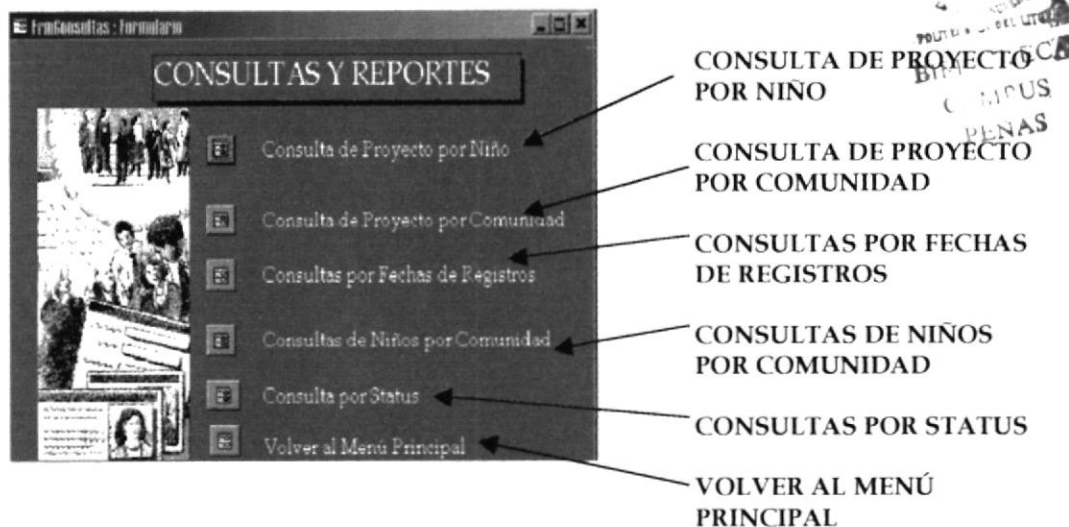 FrmConsultas : Formulario
CONSULTAS Y REPORTES
Consulta de Proyecto por Niño
Consulta de Proyecto por Comunidad
Consultas por Fechas de Registros
Consultas de Niños por Comunidad
Consulta por Status
Volver al Menú Principal
CONSULTA DE PROYECTO
POR NIÑO
CONSULTA DE PROYECTO
POR COMUNIDAD
CONSULTAS POR FECHAS
DE REGISTROS
CONSULTAS DE NIÑOS
POR COMUNIDAD
CONSULTAS POR STATUS
VOLVER AL MENÚ
PRINCIPAL
PEÑAS